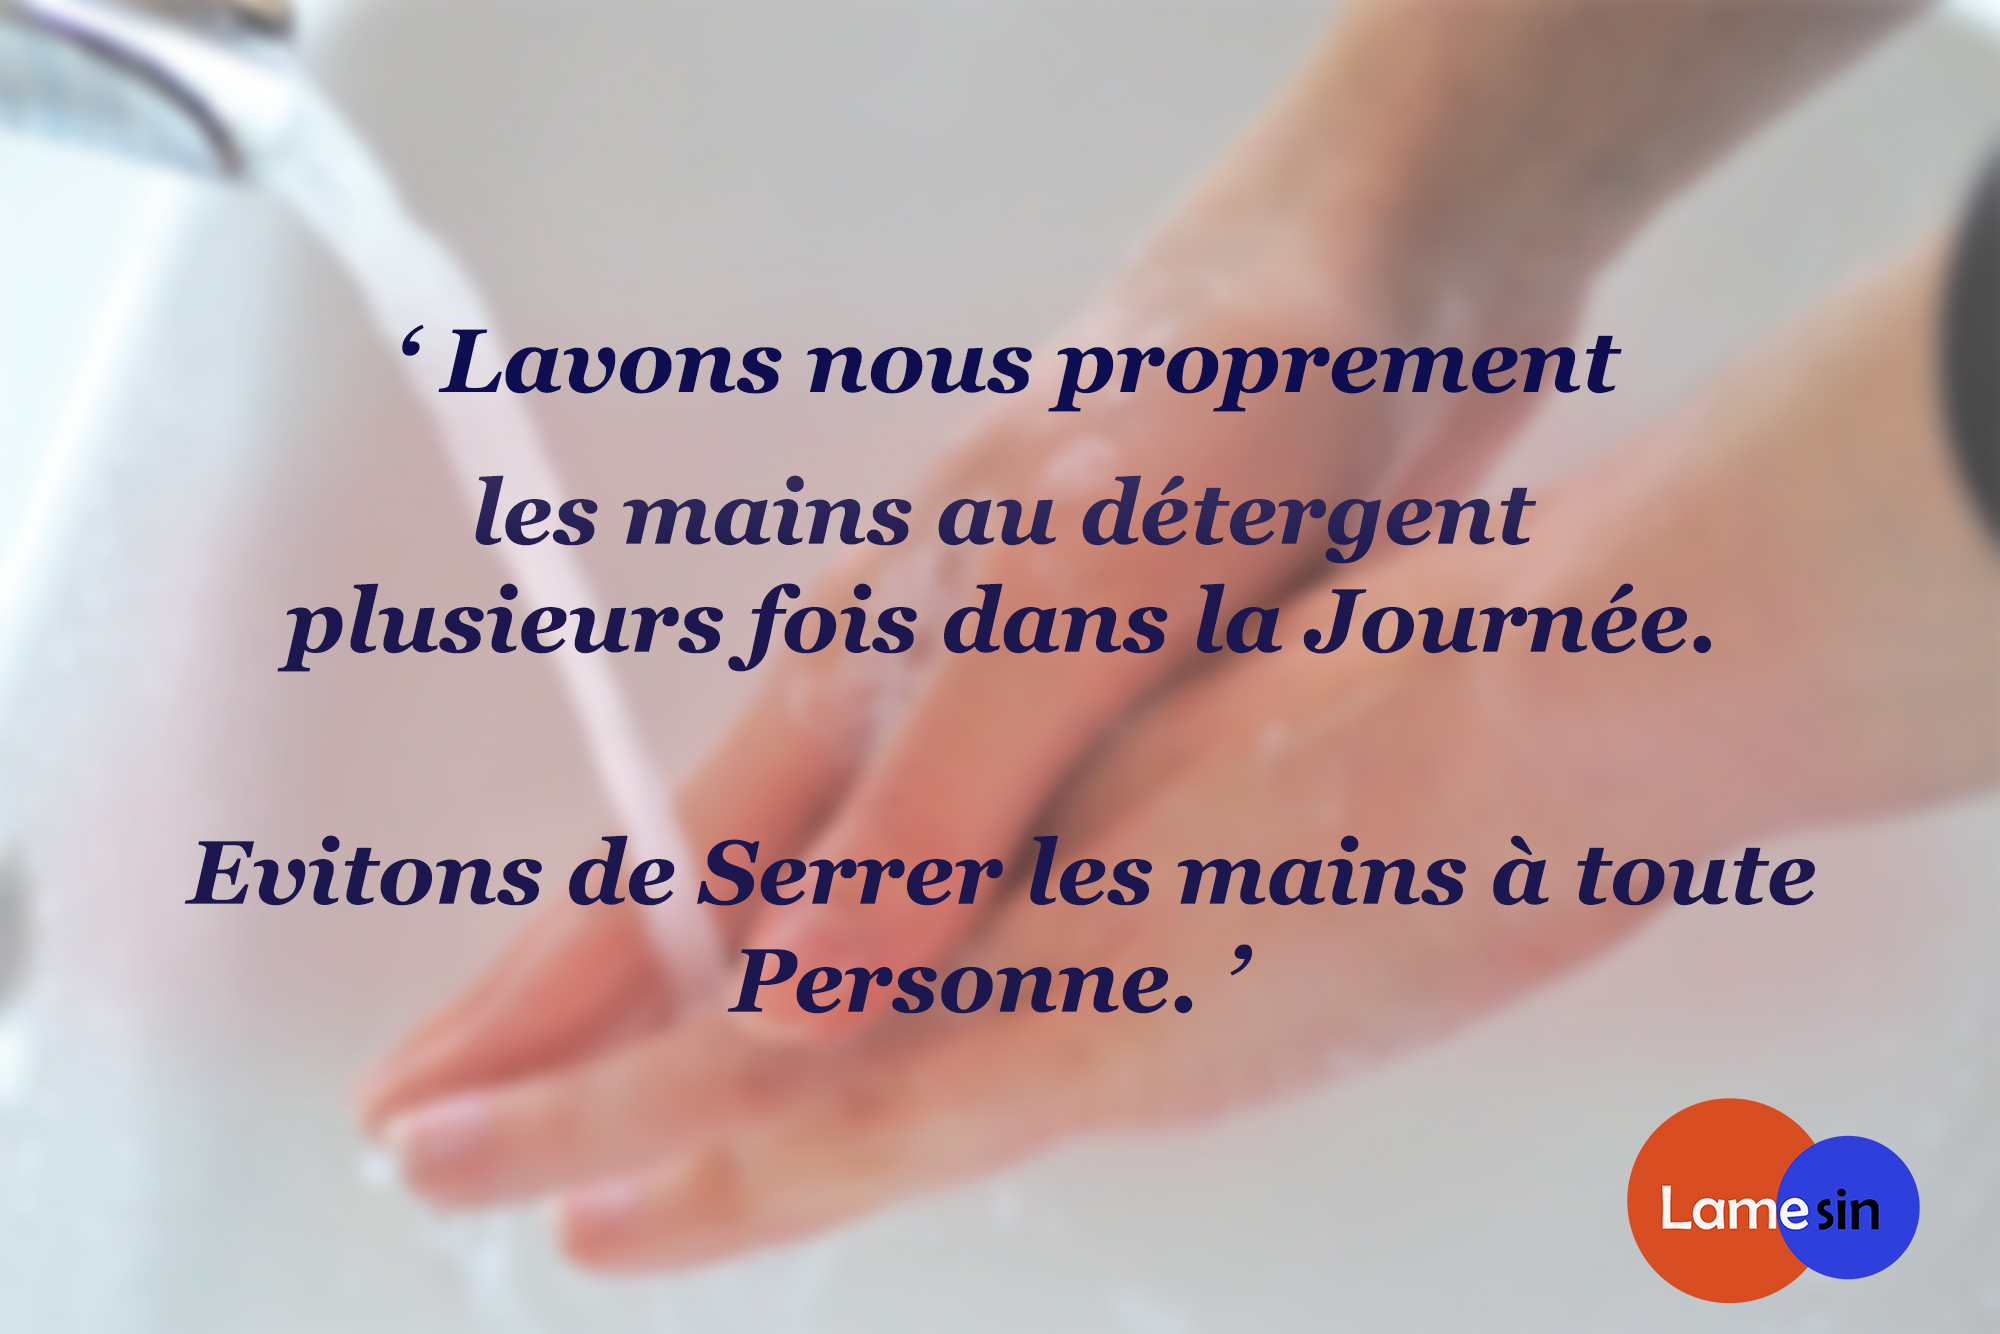 ‘ Lavons nous proprement
les mains au détergent
plusieurs fois dans la Journée.
Evitons de Serrer les mains à toute
Personne. ’
Lamesin